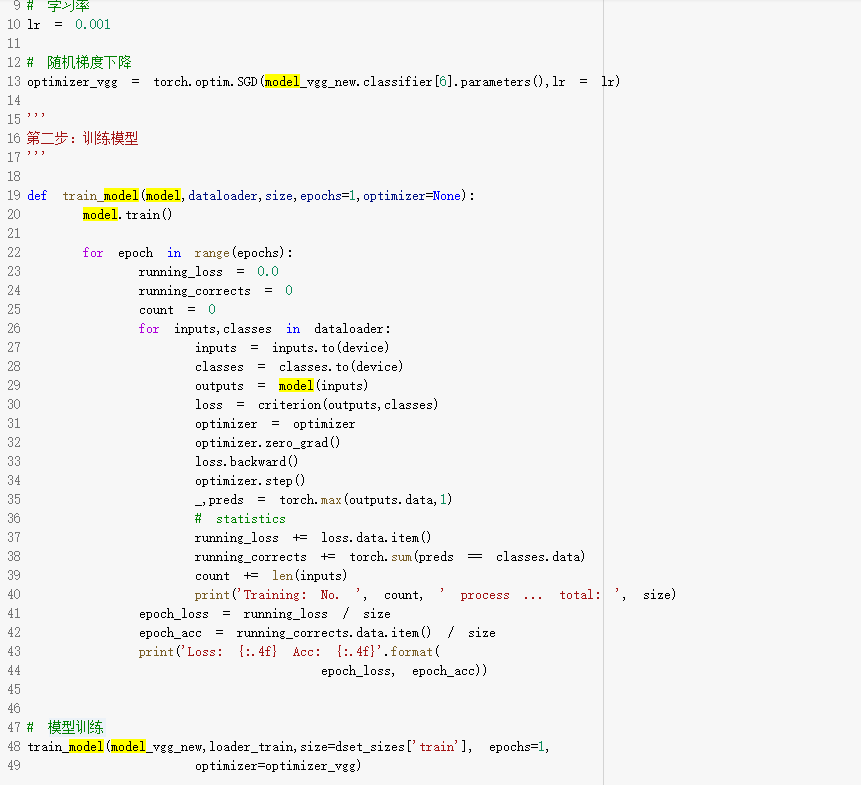 9 # 学习率
10 lr = 0.001
11
12 # 随机梯度下降
13 optimizer_vgg = torch.optim.SGD(model_vgg_new.classifier[6].parameters(),lr = lr)
14
15 '''
16 第二步：训练模型
17 '''
18
19 def train_model(model,dataloader,size,epochs=1,optimizer=None):
20 model.train()
21
22 for epoch in range(epochs):
23 running_loss = 0.0
24 running_corrects = 0
25 count = 0
26 for inputs,classes in dataloader:
27 inputs = inputs.to(device)
28 classes = classes.to(device)
29 outputs = model(inputs)
30 loss = criterion(outputs,classes)
31 optimizer = optimizer
32 optimizer.zero_grad()
33 loss.backward()
34 optimizer.step()
35 _,preds = torch.max(outputs.data,1)
36 # statistics
37 running_loss += loss.data.item()
38 running_corrects += torch.sum(preds == classes.data)
39 count += len(inputs)
40 print('Training: No. ', count, ' process ... total: ', size)
41 epoch_loss = running_loss / size
42 epoch_acc = running_corrects.data.item() / size
43 print('Loss: {:.4f} Acc: {:.4f}'.format(
44 epoch_loss, epoch_acc))
45
46
47 # 模型训练
48 train_model(model_vgg_new,loader_train,size=dset_sizes['train'], epochs=1,
49 optimizer=optimizer_vgg)